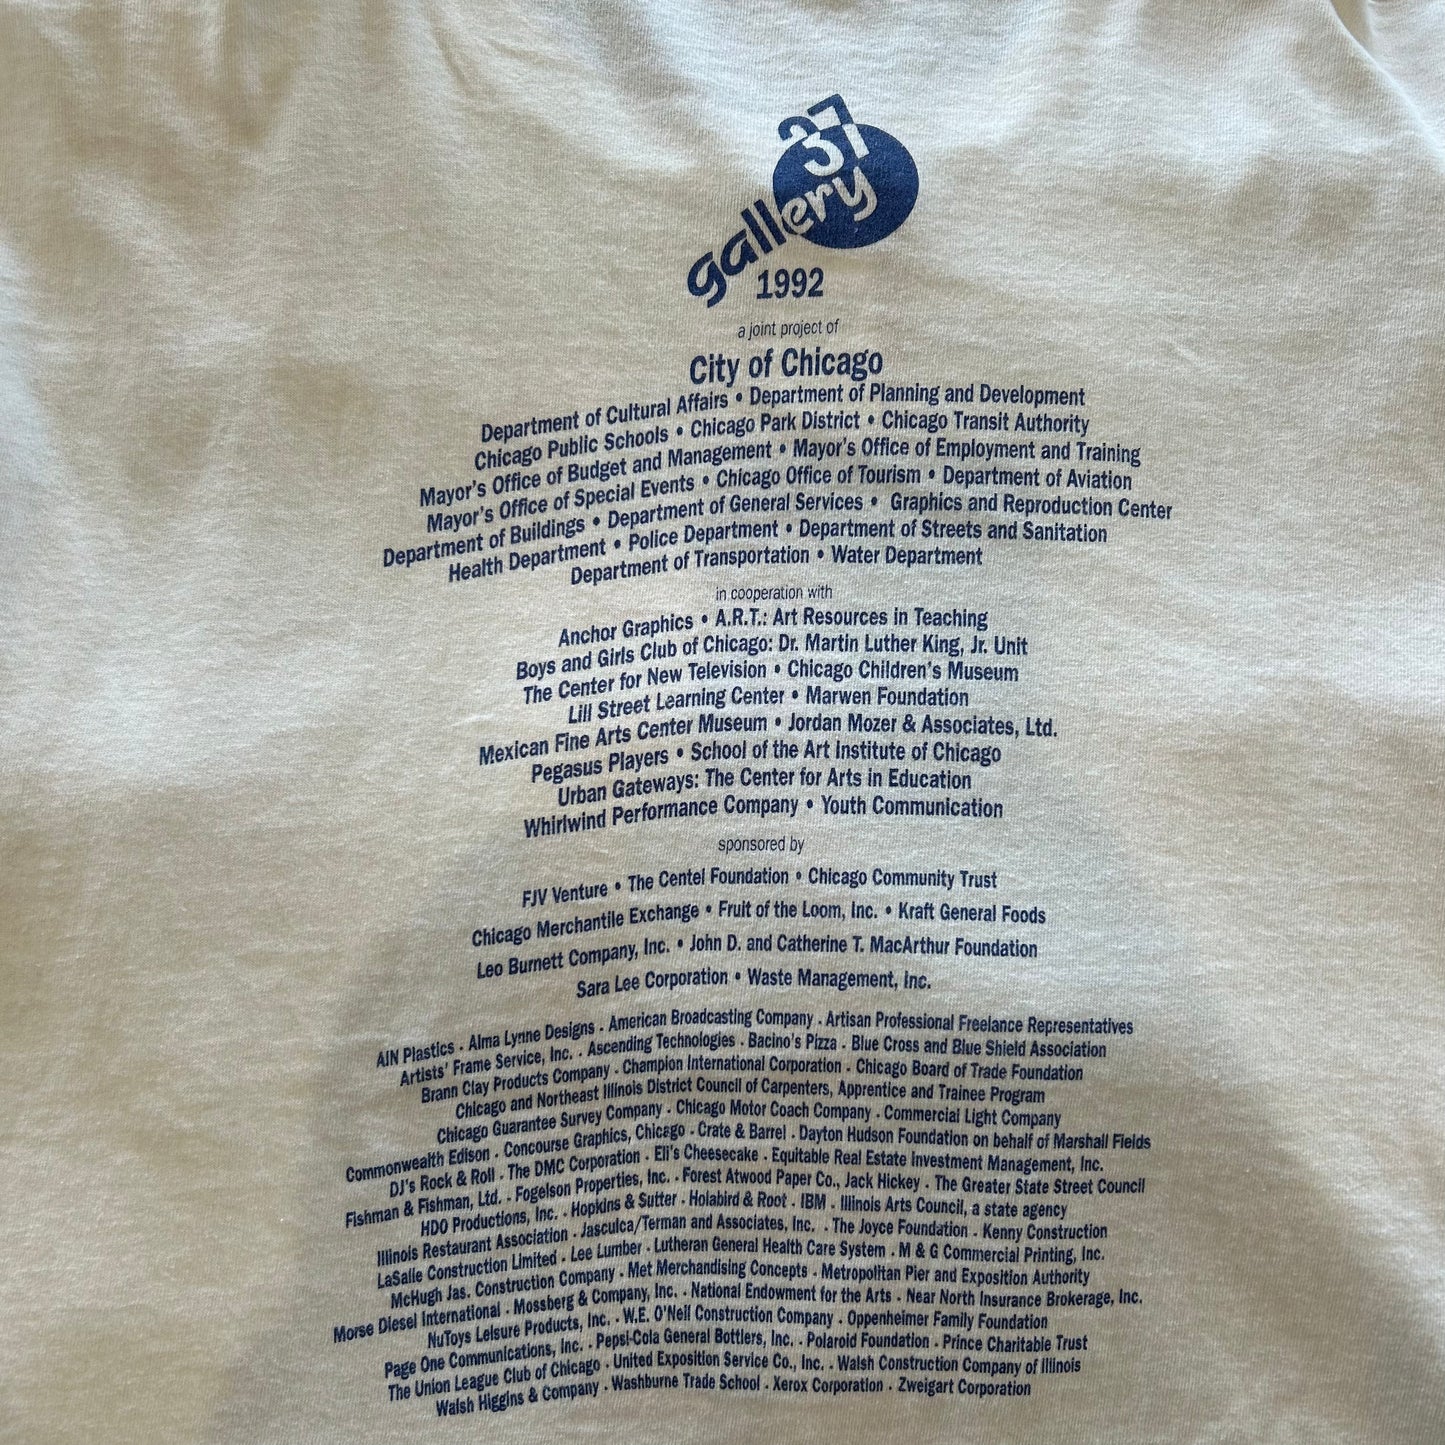 37
gallery
1992
a joint project of
City of Chicago
Department of Cultural Affairs • Department of Planning and Development
Chicago Public Schools • Chicago Park District • Chicago Transit Authority
Mayor's Office of Budget and Management • Mayor's Office of Employment and Training
Mayor's Office of Special Events • Chicago Office of Tourism • Department of Aviation
Department of Buildings • Department of General Services • Graphics and Reproduction Center
Health Department • Police Department • Department of Streets and Sanitation
Department of Transportation • Water Department
in cooperation with
Anchor Graphics • A.R.T.: Art Resources in Teaching
Boys and Girls Club of Chicago: Dr. Martin Luther King, Jr. Unit
The Center for New Television • Chicago Children's Museum
Lill Street Learning Center • Marwen Foundation
Mexican Fine Arts Center Museum • Jordan Mozer & Associates, Ltd.
Pegasus Players • School of the Art Institute of Chicago
Urban Gateways: The Center for Arts in Education
Whirlwind Performance Company • Youth Communication
sponsored by
FJV Venture • The Centel Foundation • Chicago Community Trust
Chicago Merchantile Exchange • Fruit of the Loom, Inc. • Kraft General Foods
Leo Burnett Company, Inc. • John D. and Catherine T. MacArthur Foundation
Sara Lee Corporation • Waste Management, Inc.
AIN Plastics . Alma Lynne Designs . American Broadcasting Company . Artisan Professional Freelance Representatives
Artists' Frame Service, Inc. . Ascending Technologies . Bacino's Pizza . Blue Cross and Blue Shield Association
Brann Clay Products Company . Champion International Corporation . Chicago Board of Trade Foundation
Chicago and Northeast Illinois District Council of Carpenters, Apprentice and Trainee Program
Chicago Guarantee Survey Company . Chicago Motor Coach Company . Commercial Light Company
Commonwealth Edison . Concourse Graphics, Chicago . Crate & Barrel . Dayton Hudson Foundation on behalf of Marshall Fields
DJ's Rock & Roll . The DMC Corporation . Eli's Cheesecake . Equitable Real Estate Investment Management, Inc.
Fishman & Fishman, Ltd. . Fogelson Properties, Inc. . Forest Atwood Paper Co., Jack Hickey . The Greater State Street Council
HDO Productions, Inc. . Hopkins & Sutter . Holabird & Root . IBM . Illinois Arts Council, a state agency
Illinois Restaurant Association . Jasculca/Terman and Associates, Inc. . The Joyce Foundation . Kenny Construction
LaSalle Construction Limited . Lee Lumber . Lutheran General Health Care System . M & G Commercial Printing, Inc.
McHugh Jas. Construction Company . Met Merchandising Concepts . Metropolitan Pier and Exposition Authority
Morse Diesel International . Mossberg & Company, Inc. . National Endowment for the Arts . Near North Insurance Brokerage, Inc.
NuToys Leisure Products, Inc. . W.E. O'Neil Construction Company . Oppenheimer Family Foundation
Page One Communications, Inc. . Pepsi-Cola General Bottlers, Inc. . Polaroid Foundation . Prince Charitable Trust
The Union League Club of Chicago . United Exposition Service Co., Inc. . Walsh Construction Company of Illinois
Walsh Higgins & Company . Washburne Trade School . Xerox Corporation . Zweigart Corporation